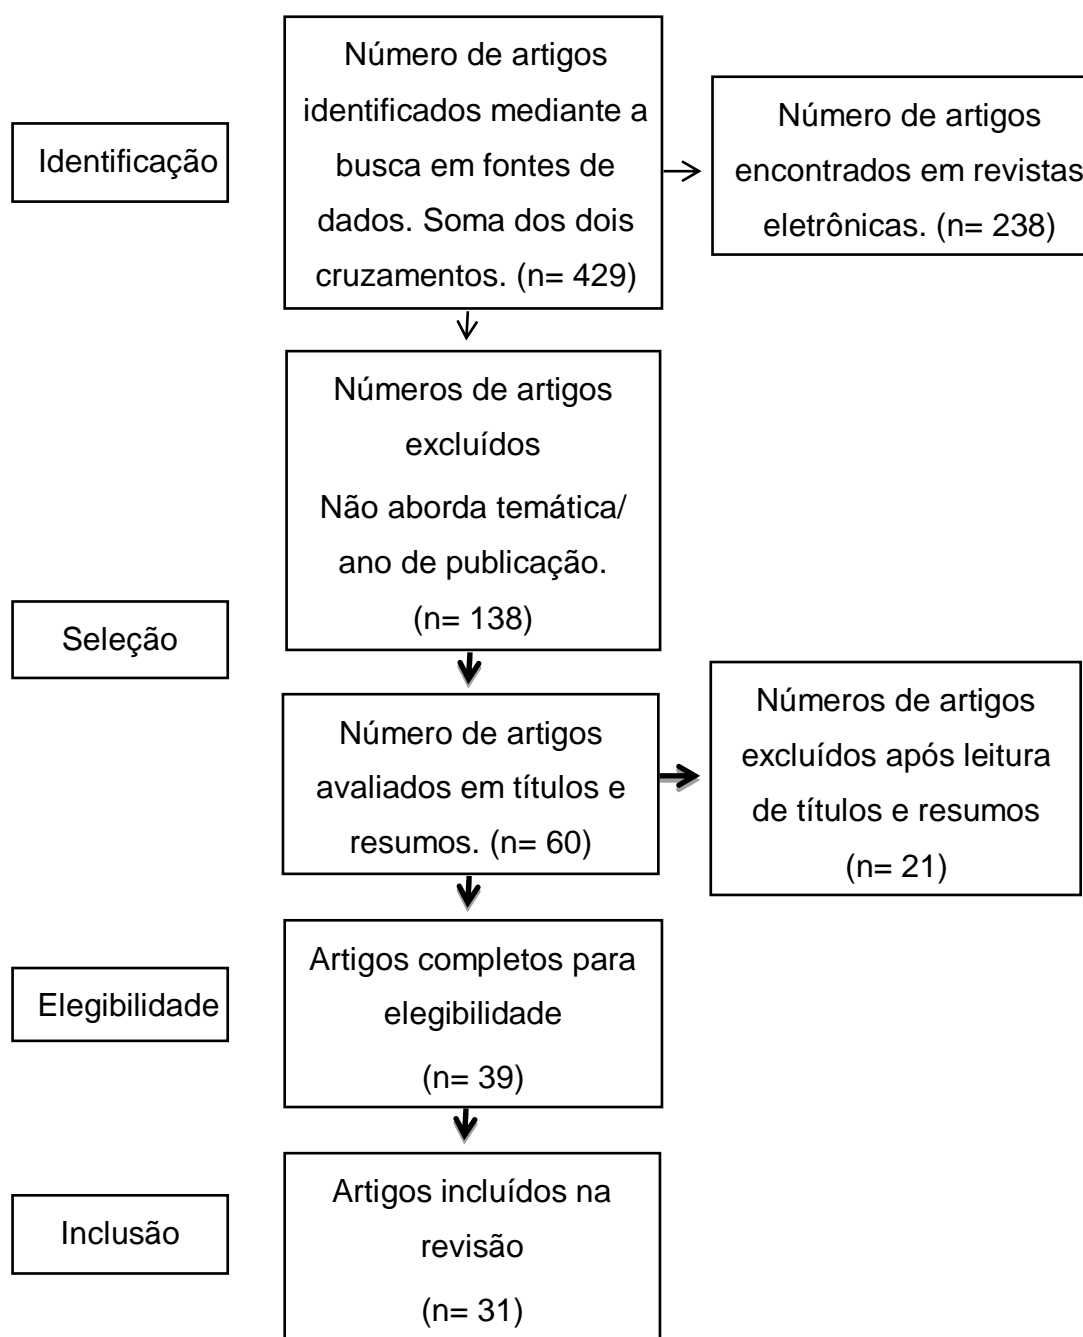 Identificação
Número de artigos
identificados mediante a
busca em fontes de
dados. Soma dos dois
cruzamentos. (n= 429)
Número de artigos
encontrados em revistas
eletrônicas. (n= 238)
Números de artigos
excluídos
Não aborda temática/
ano de publicação.
(n= 138)
Seleção
Número de artigos
avaliados em títulos e
resumos. (n= 60)
Números de artigos
excluídos após leitura
de títulos e resumos
(n= 21)
Elegibilidade
Artigos completos para
elegibilidade
(n= 39)
Inclusão
Artigos incluídos na
revisão
(n= 31)